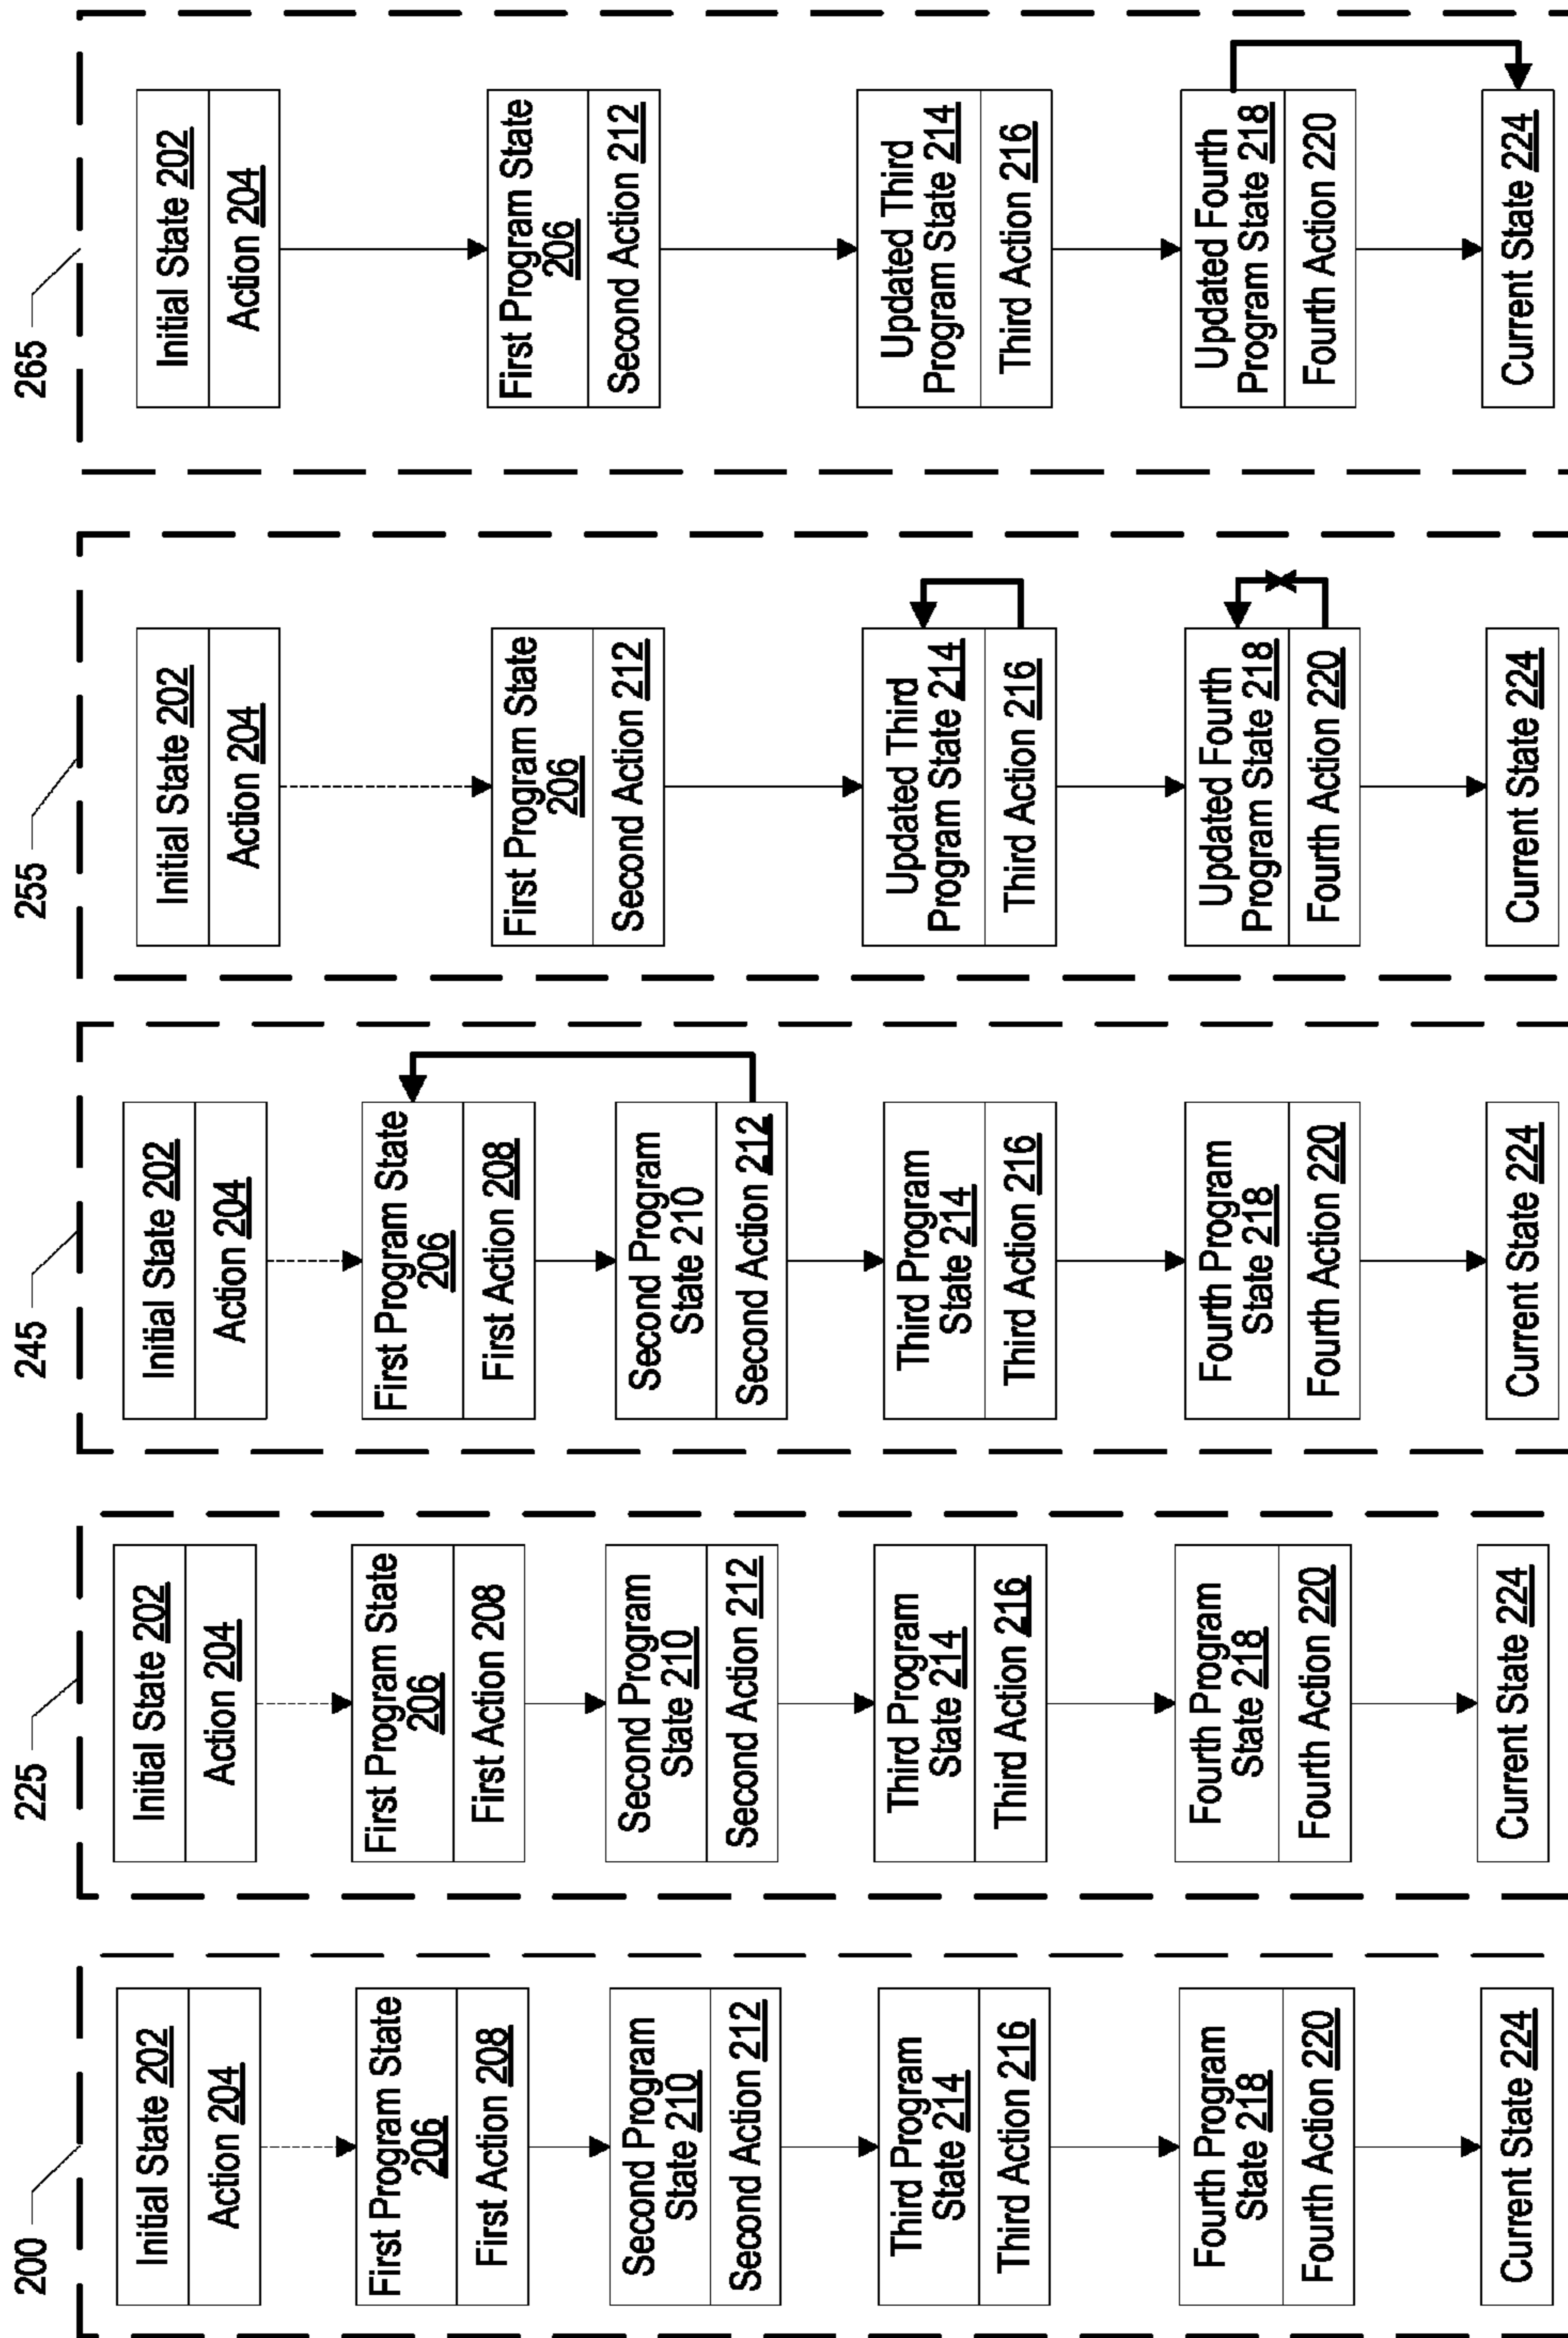 200
Initial State 202
Action 204
First Program State
206
First Action 208
Second Program
State 210
Second Action 212
Third Program
State 214
Third Action 216
Fourth Program
State 218
Fourth Action 220
Current State 224
225
Initial State 202
Action 204
First Program State
206
First Action 208
Second Program
State 210
Second Action 212
Third Program
State 214
Third Action 216
Fourth Program
State 218
Fourth Action 220
Current State 224
245
Initial State 202
Action 204
First Program State
206
First Action 208
Second Program
State 210
Second Action 212
Third Program
State 214
Third Action 216
Fourth Program
State 218
Fourth Action 220
Current State 224
255
Initial State 202
Action 204
First Program State
206
Second Action 212
Updated Third
Program State 214
Third Action 216
Updated Fourth
Program State 218
Fourth Action 220
Current State 224
265
Initial State 202
Action 204
First Program State
206
Second Action 212
Updated Third
Program State 214
Third Action 216
Updated Fourth
Program State 218
Fourth Action 220
Current State 224